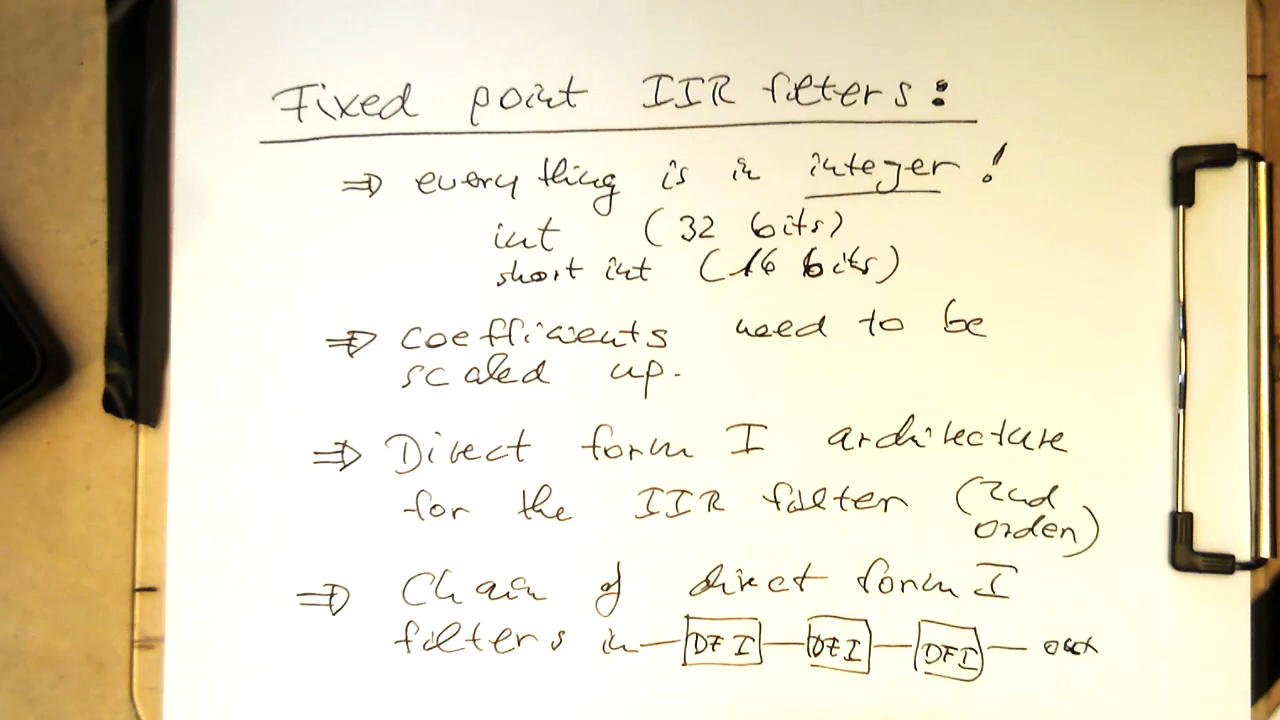 Fixed point IIR filters:
⇒ everything is in integer!
int (32 bits)
short int (16 bits)
⇒ coefficients need to be
scaled up.
⇒ Direct form I architecture
for the IIR filter (2nd
order)
⇒ Chain of direct form I
filters in — DFI — DFI — DFI — out